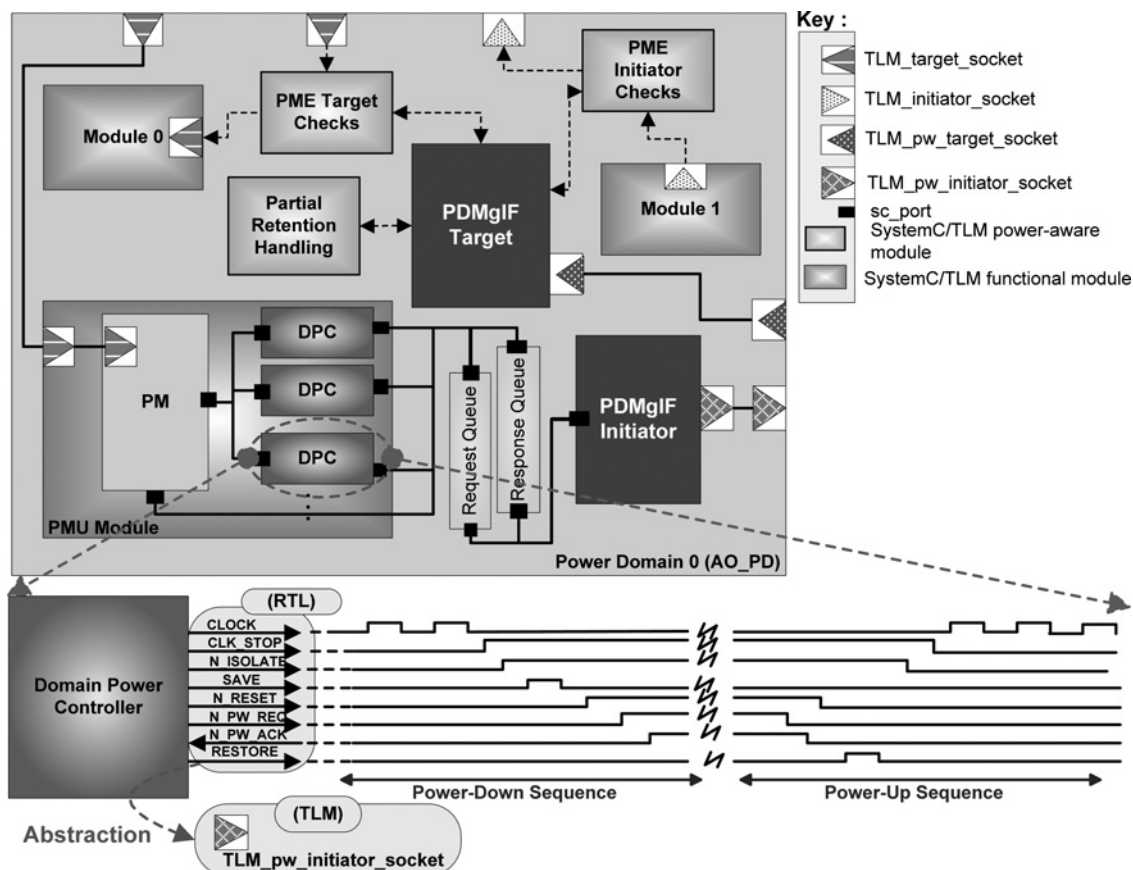 Key :
TLM_target_socket
TLM_initiator_socket
TLM_pw_target_socket
TLM_pw_initiator_socket
sc_port
SystemC/TLM power-aware
module
SystemC/TLM functional module
PME
Initiator
Checks
PME Target
Checks
Module 0
Partial
Retention
Handling
PDMgIF
Target
Module 1
PM
DPC
DPC
DPC
⋮
PMU Module
Request Queue
Response Queue
PDMgIF
Initiator
Power Domain 0 (AO_PD)
Domain Power
Controller
(RTL)
CLOCK
CLK_STOP
N_ISOLATE
SAVE
N_RESET
N_PW_REQ
N_PW_ACK
RESTORE
Power-Down Sequence
Power-Up Sequence
Abstraction
(TLM)
TLM_pw_initiator_socket